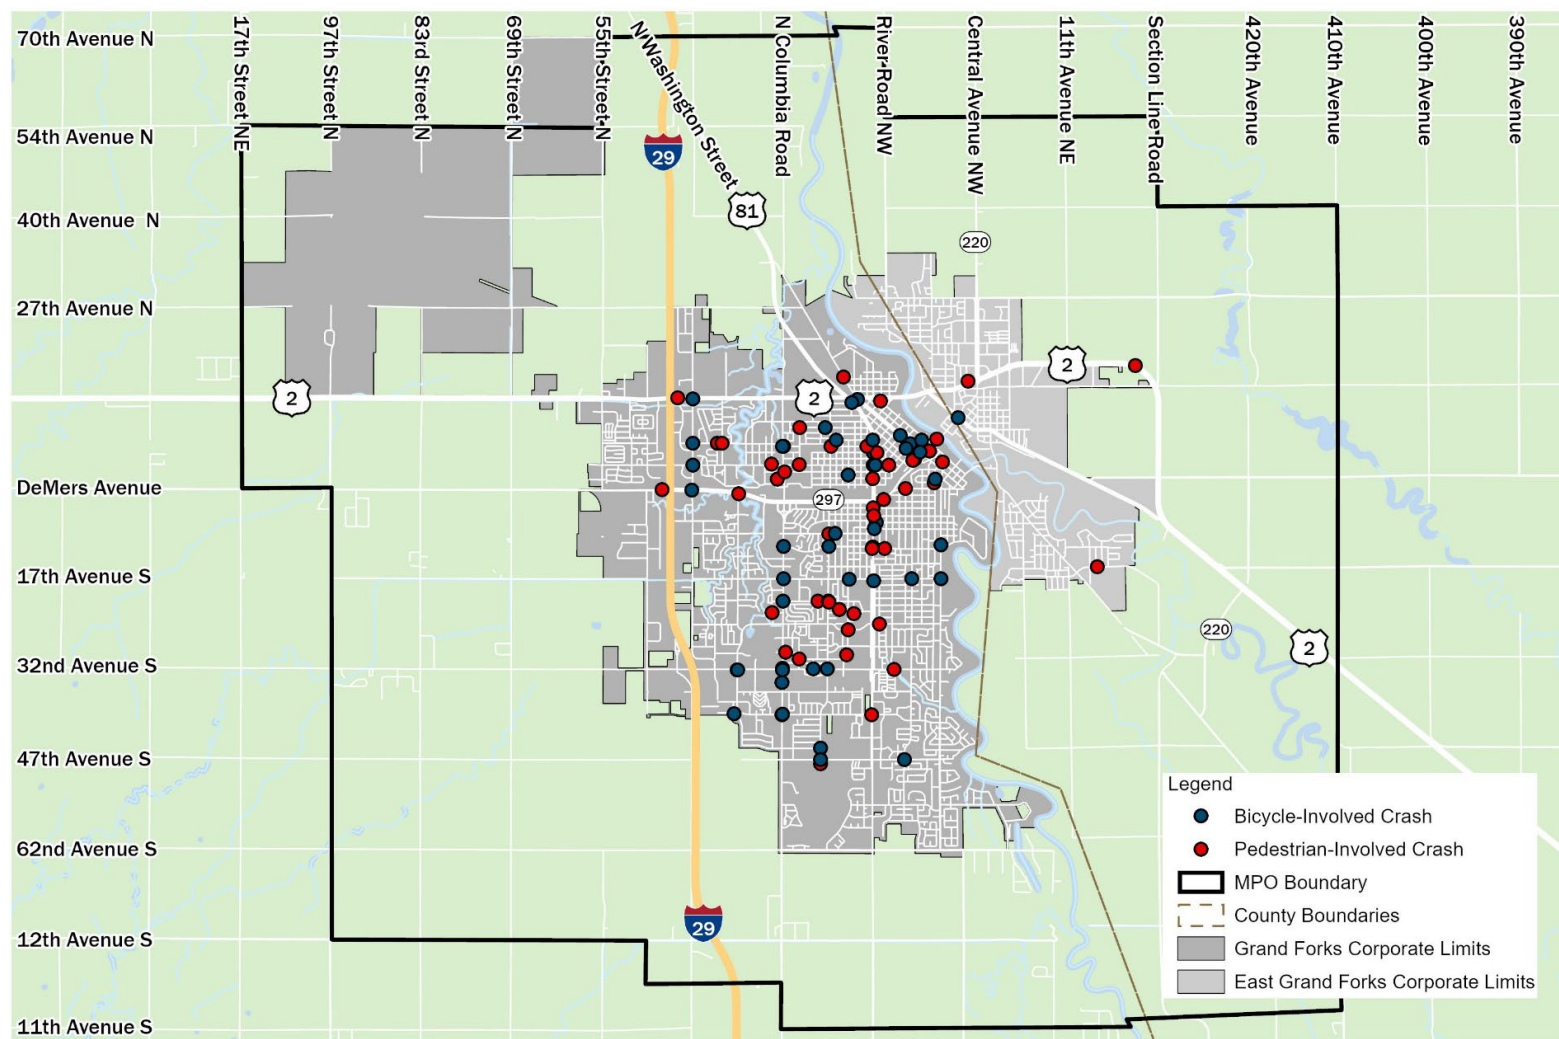 70th Avenue N
54th Avenue N
40th Avenue N
27th Avenue N
DeMers Avenue
17th Avenue S
32nd Avenue S
47th Avenue S
62nd Avenue S
12th Avenue S
11th Avenue S
17th Street NE
97th Street N
83rd Street N
69th Street N
55th Street N
N Washington Street
N Columbia Road
River Road NW
Central Avenue NW
11th Avenue NE
Section Line Road
420th Avenue
410th Avenue
400th Avenue
390th Avenue
29
81
220
2
2
2
297
220
2
29
Legend
Bicycle-Involved Crash
Pedestrian-Involved Crash
MPO Boundary
County Boundaries
Grand Forks Corporate Limits
East Grand Forks Corporate Limits